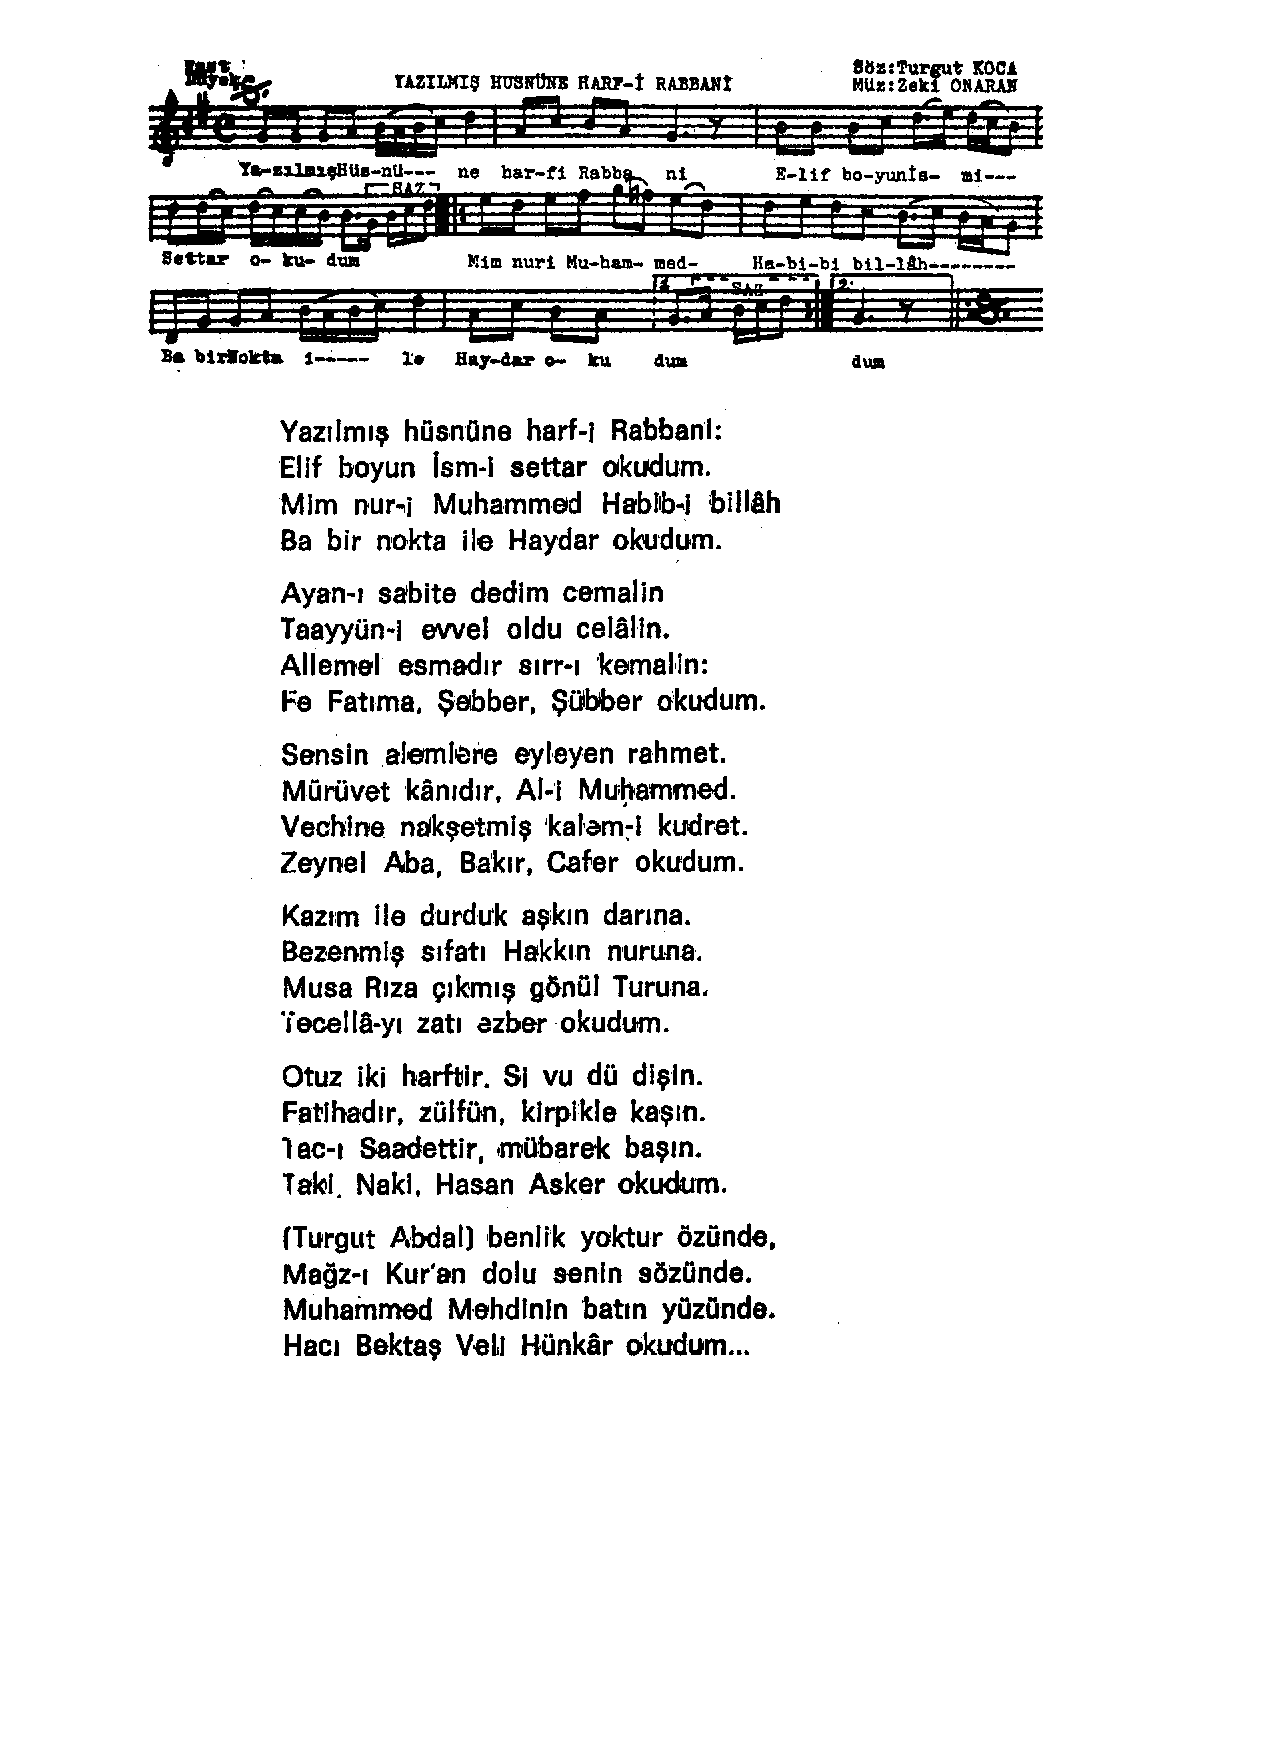 YAZILMIŞ HUSNÜNE HARF-İ RABBANİ
Söz:Turgut KOCA
Müz:Zeki ONARAN
Ya-zılmışHüs-nü--- ne har-fi Rabba ni E-lif bo-yunİs- mi---
SAZ
Settar o- ku- dum Mim nuri Mu-ham- med- Ha-bi-bi bil-lâh---------
1. SAZ 2.
Ba birNokta i----- le Hay-dar o- ku dum dum
Yazılmış hüsnüne harf-i Rabbani:
Elif boyun İsm-i settar okudum.
Mim nur-i Muhammed Habib-i billâh
Ba bir nokta ile Haydar okudum.
Ayan-ı sabite dedim cemalin
Taayyün-i evvel oldu celâlin.
Allemel esmadır sırr-ı kemalin:
Fe Fatıma, Şebber, Şübber okudum.
Sensin alemlere eyleyen rahmet.
Mürüvet kânıdır, Al-i Muhammed.
Vechine nakşetmiş kalem-i kudret.
Zeynel Aba, Bakır, Cafer okudum.
Kazım ile durduk aşkın darına.
Bezenmiş sıfatı Hakkın nuruna.
Musa Rıza çıkmış gönül Turuna.
Tecellâ-yı zatı ezber okudum.
Otuz iki harftir. Si vu dü dişin.
Fatihadır, zülfün, kirpikle kaşın.
Tac-ı Saadettir, mübarek başın.
Taki, Naki, Hasan Asker okudum.
(Turgut Abdal) benlik yoktur özünde,
Mağz-ı Kur'an dolu senin sözünde.
Muhammed Mehdinin batın yüzünde.
Hacı Bektaş Veli Hünkâr okudum...